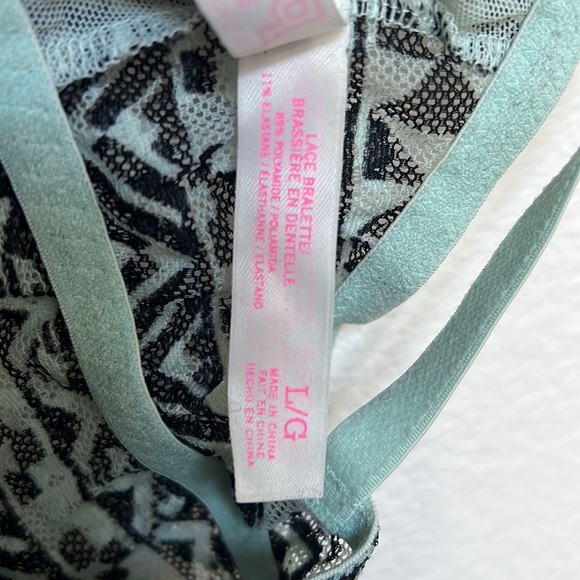 LACE BRALETTE/
BRASSIÈRE EN DENTELLE
89% POLYAMIDE / POLIAMIDA
11% ELASTANE / ÉLASTHANNE / ELASTANO
L/G
MADE IN CHINA
FAIT EN CHINE
HECHO EN CHINA